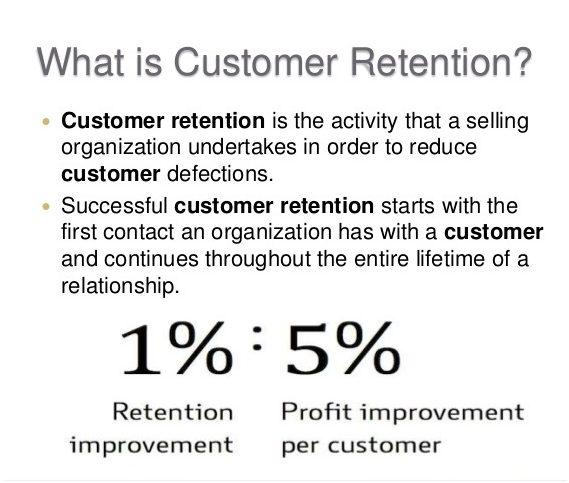 What is Customer Retention?
• Customer retention is the activity that a selling
organization undertakes in order to reduce
customer defections.
• Successful customer retention starts with the
first contact an organization has with a customer
and continues throughout the entire lifetime of a
relationship.
1% : 5%
Retention improvement
Profit improvement per customer